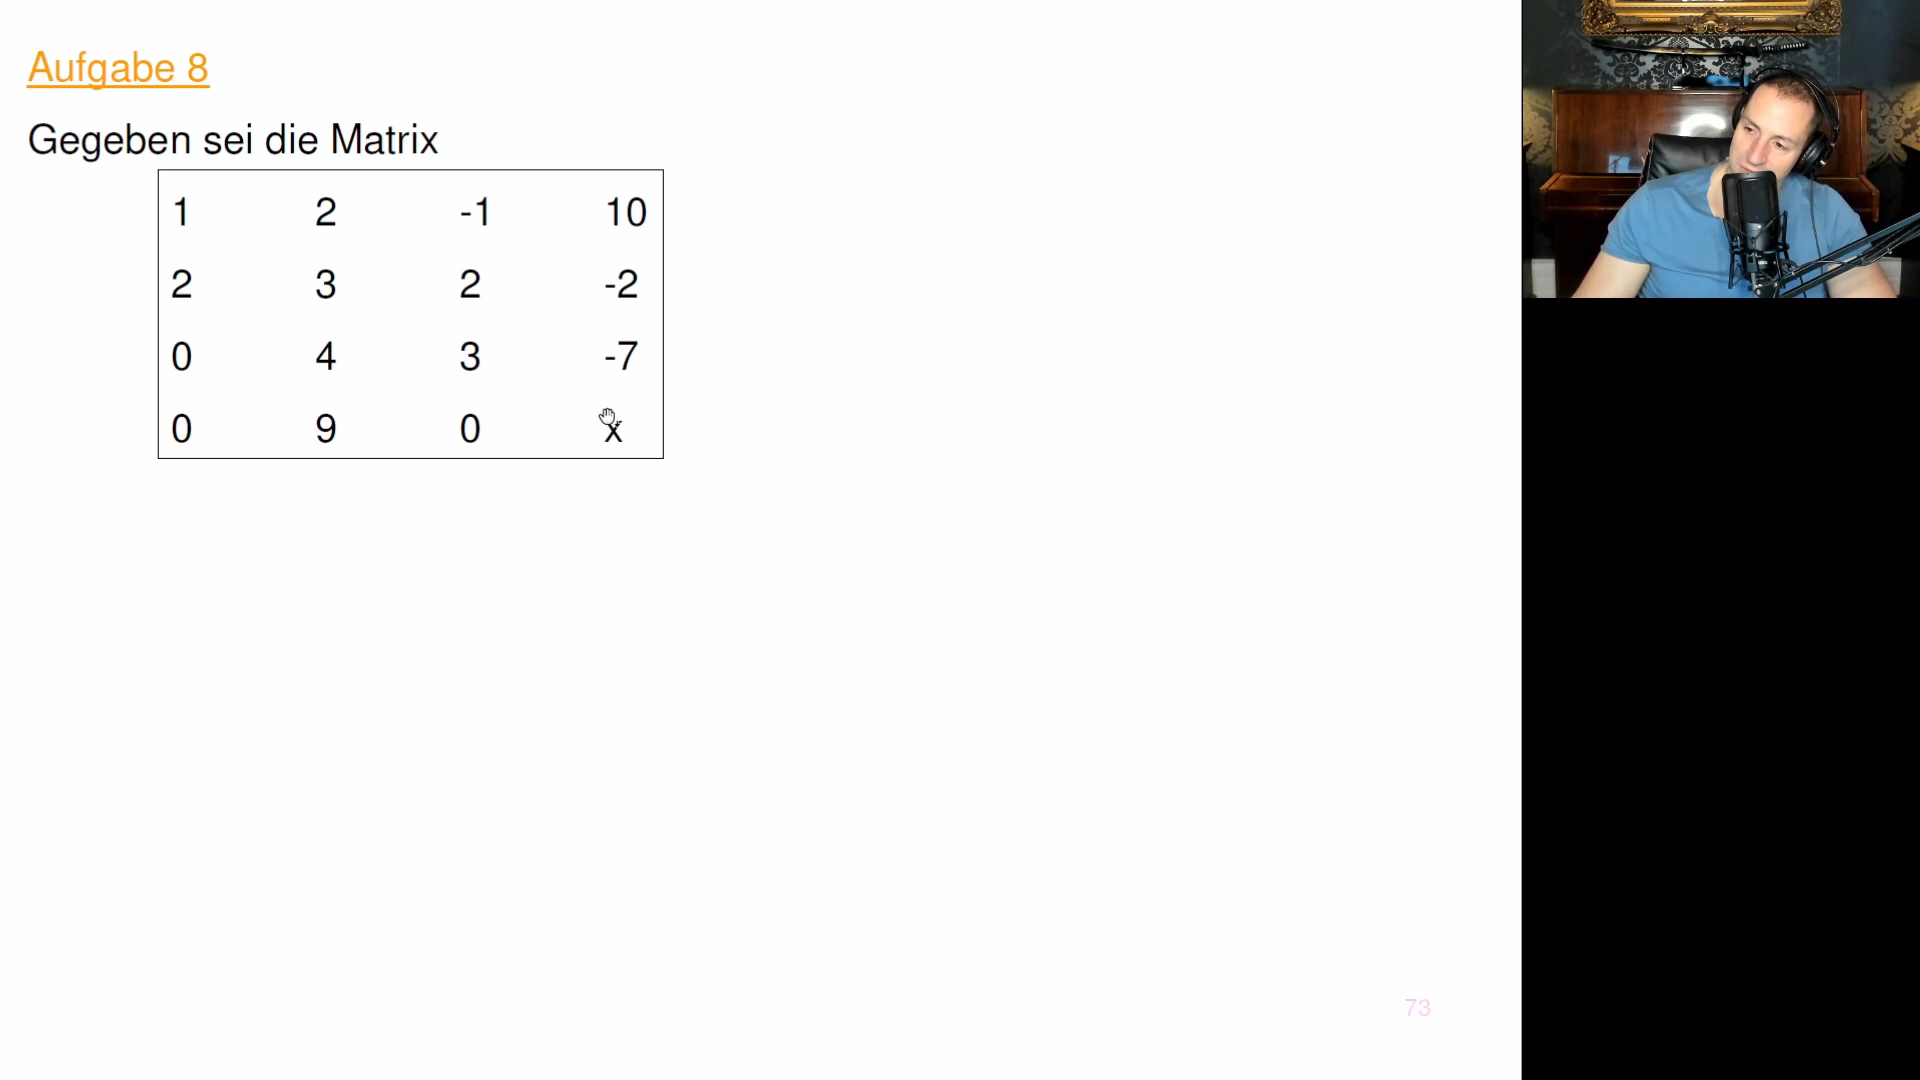 Aufgabe 8
Gegeben sei die Matrix
1 2 -1 10
2 3 2 -2
0 4 3 -7
0 9 0 x
73